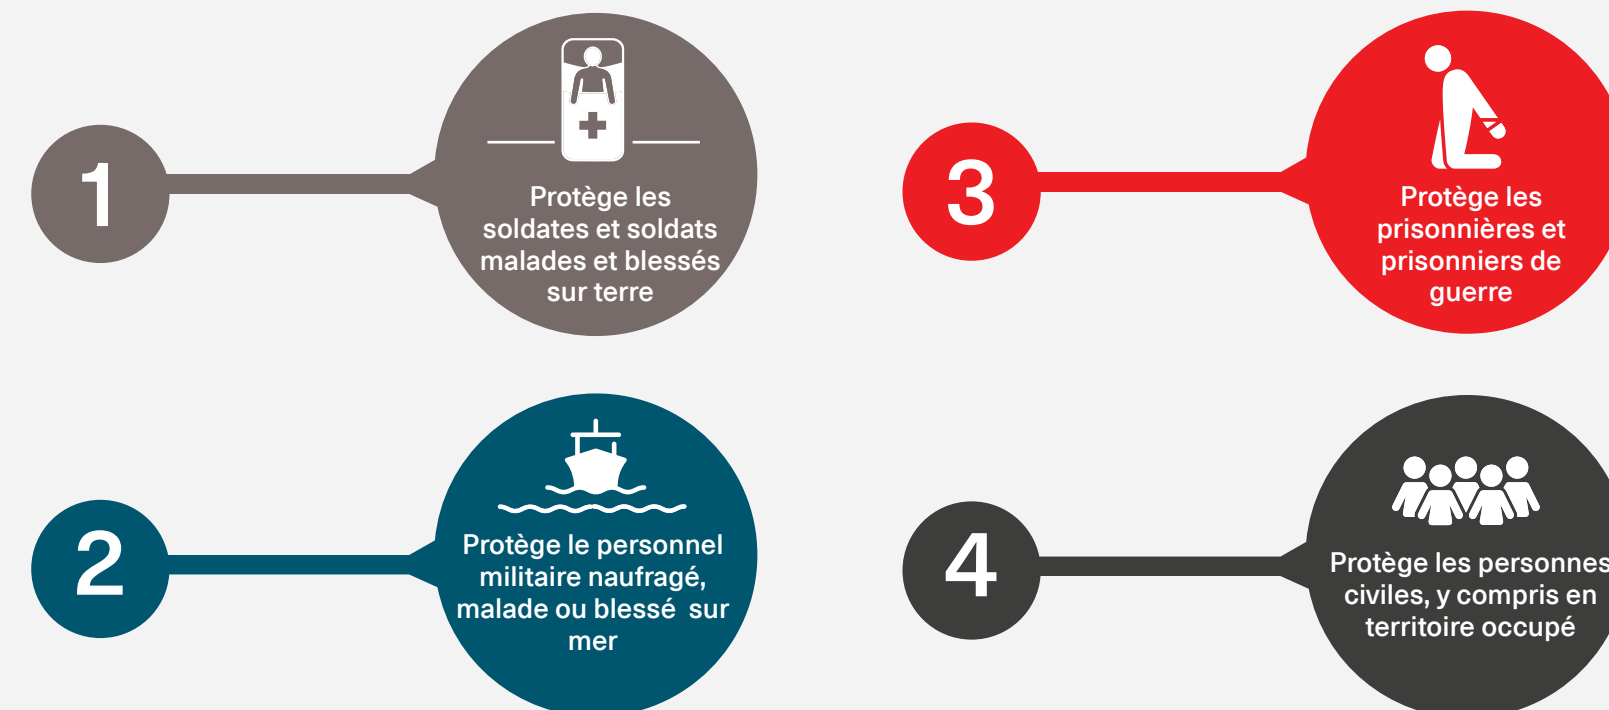 1
Protège les
soldates et soldats
malades et blessés
sur terre
2
Protège le personnel
militaire naufragé,
malade ou blessé  sur
mer
3
Protège les
prisonnières et
prisonniers de
guerre
4
Protège les personnes
civiles, y compris en
territoire occupé